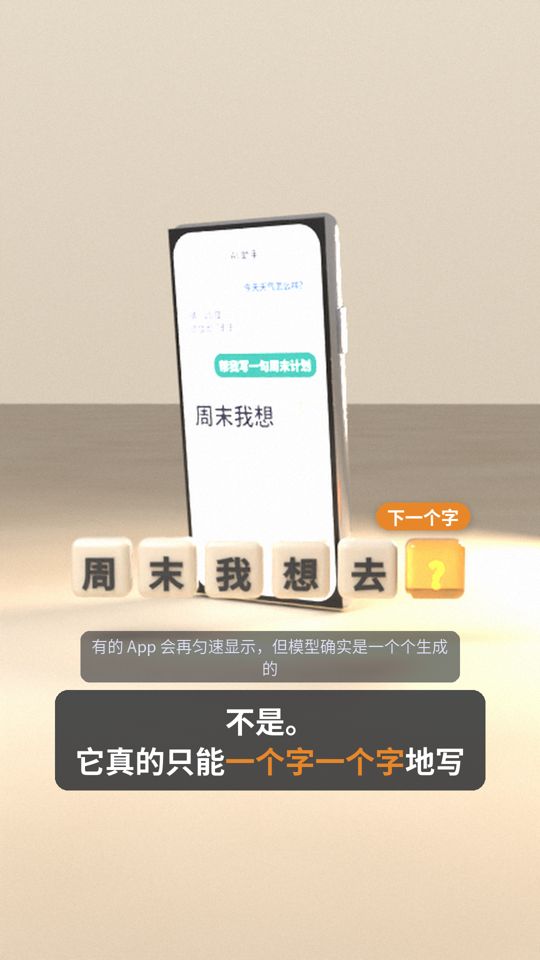 AI 助手
今天天气怎么样?
帮我写一句周末计划
周末我想
下一个字
周 末 我 想 去 ?
有的 App 会再匀速显示，但模型确实是一个个生成
的
不是。
它真的只能一个字一个字地写